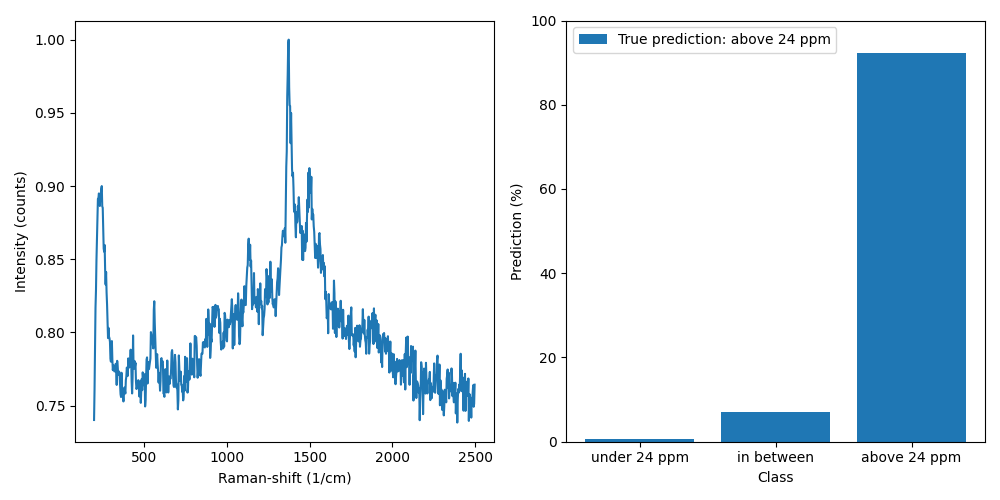 1.00
0.95
0.90
0.85
0.80
0.75
Intensity (counts)
500
1000
1500
2000
2500
Raman-shift (1/cm)
True prediction: above 24 ppm
100
80
60
40
20
0
Prediction (%)
under 24 ppm
in between
above 24 ppm
Class